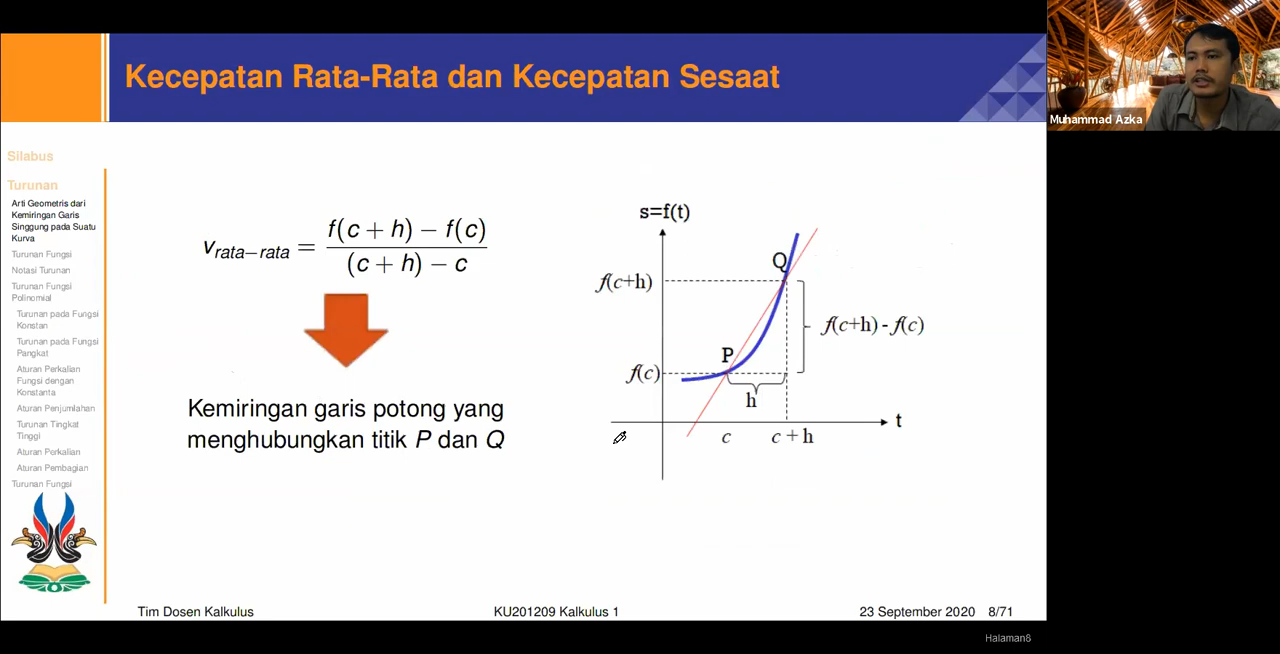 Kecepatan Rata-Rata dan Kecepatan Sesaat
Muhammad Azka
Silabus
Turunan
Arti Geometris dari
Kemiringan Garis
Singgung pada Suatu
Kurva
Turunan Fungsi
Notasi Turunan
Turunan Fungsi
Polinomial
Turunan pada Fungsi
Konstan
Turunan pada Fungsi
Pangkat
Aturan Perkalian
Fungsi dengan
Konstanta
Aturan Penjumlahan
Turunan Tingkat
Tinggi
Aturan Perkalian
Aturan Pembagian
Turunan Fungsi
v_rata−rata = (f(c + h) − f(c)) / ((c + h) − c)
Kemiringan garis potong yang
menghubungkan titik P dan Q
s=f(t)
Q
f(c+h)
f(c+h) - f(c)
P
f(c)
h
t
c
c + h
Tim Dosen Kalkulus
KU201209 Kalkulus 1
23 September 2020 8/71
Halaman8